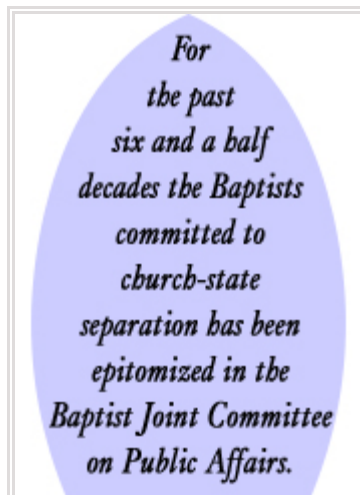 For
the past
six and a half
decades the Baptists
committed to
church-state
separation has been
epitomized in the
Baptist Joint Committee
on Public Affairs.